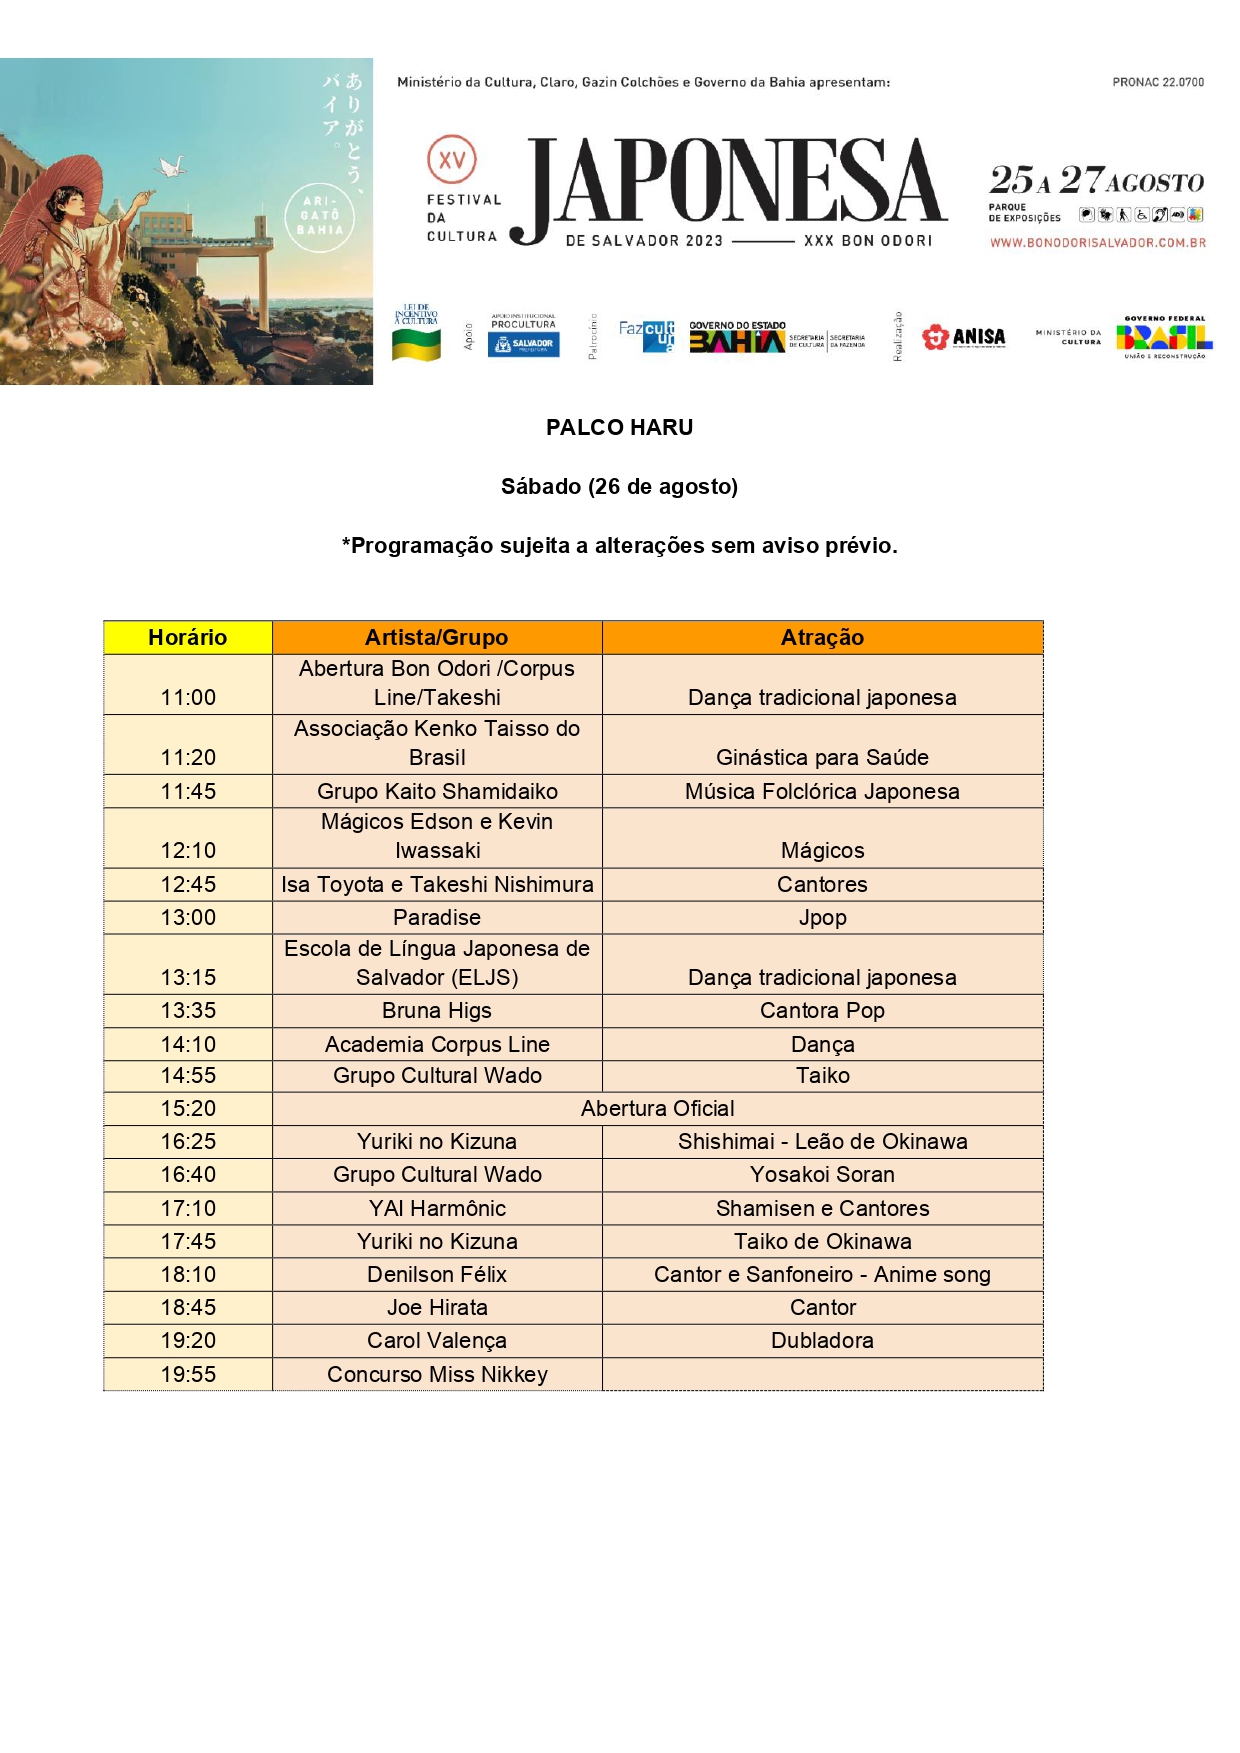 ありがとう、
バイア。
ARI-
GATÔ
BAHIA
Ministério da Cultura, Claro, Gazin Colchões e Governo da Bahia apresentam:
PRONAC 22.0700
XV
FESTIVAL
DA
CULTURA
JAPONESA
DE SALVADOR 2023 XXX BON ODORI
25 A 27 AGOSTO
PARQUE
DE EXPOSIÇÕES
WWW.BONODORISALVADOR.COM.BR
LEI DE
INCENTIVO
À CULTURA
Apoio
APOIO INSTITUCIONAL
PROCULTURA
SALVADOR
PREFEITURA
Patrocínio
Fazcultura
GOVERNO DO ESTADO
BAHIA
SECRETARIA
DE CULTURA
SECRETARIA
DA FAZENDA
Realização
ANISA
MINISTÉRIO DA
CULTURA
GOVERNO FEDERAL
BRASIL
UNIÃO E RECONSTRUÇÃO
PALCO HARU
Sábado (26 de agosto)
*Programação sujeita a alterações sem aviso prévio.
Horário Artista/Grupo Atração
Abertura Bon Odori /Corpus
11:00 Line/Takeshi Dança tradicional japonesa
Associação Kenko Taisso do
11:20 Brasil Ginástica para Saúde
11:45 Grupo Kaito Shamidaiko Música Folclórica Japonesa
Mágicos Edson e Kevin
12:10 Iwassaki Mágicos
12:45 Isa Toyota e Takeshi Nishimura Cantores
13:00 Paradise Jpop
Escola de Língua Japonesa de
13:15 Salvador (ELJS) Dança tradicional japonesa
13:35 Bruna Higs Cantora Pop
14:10 Academia Corpus Line Dança
14:55 Grupo Cultural Wado Taiko
15:20 Abertura Oficial
16:25 Yuriki no Kizuna Shishimai - Leão de Okinawa
16:40 Grupo Cultural Wado Yosakoi Soran
17:10 YAI Harmônic Shamisen e Cantores
17:45 Yuriki no Kizuna Taiko de Okinawa
18:10 Denilson Félix Cantor e Sanfoneiro - Anime song
18:45 Joe Hirata Cantor
19:20 Carol Valença Dubladora
19:55 Concurso Miss Nikkey